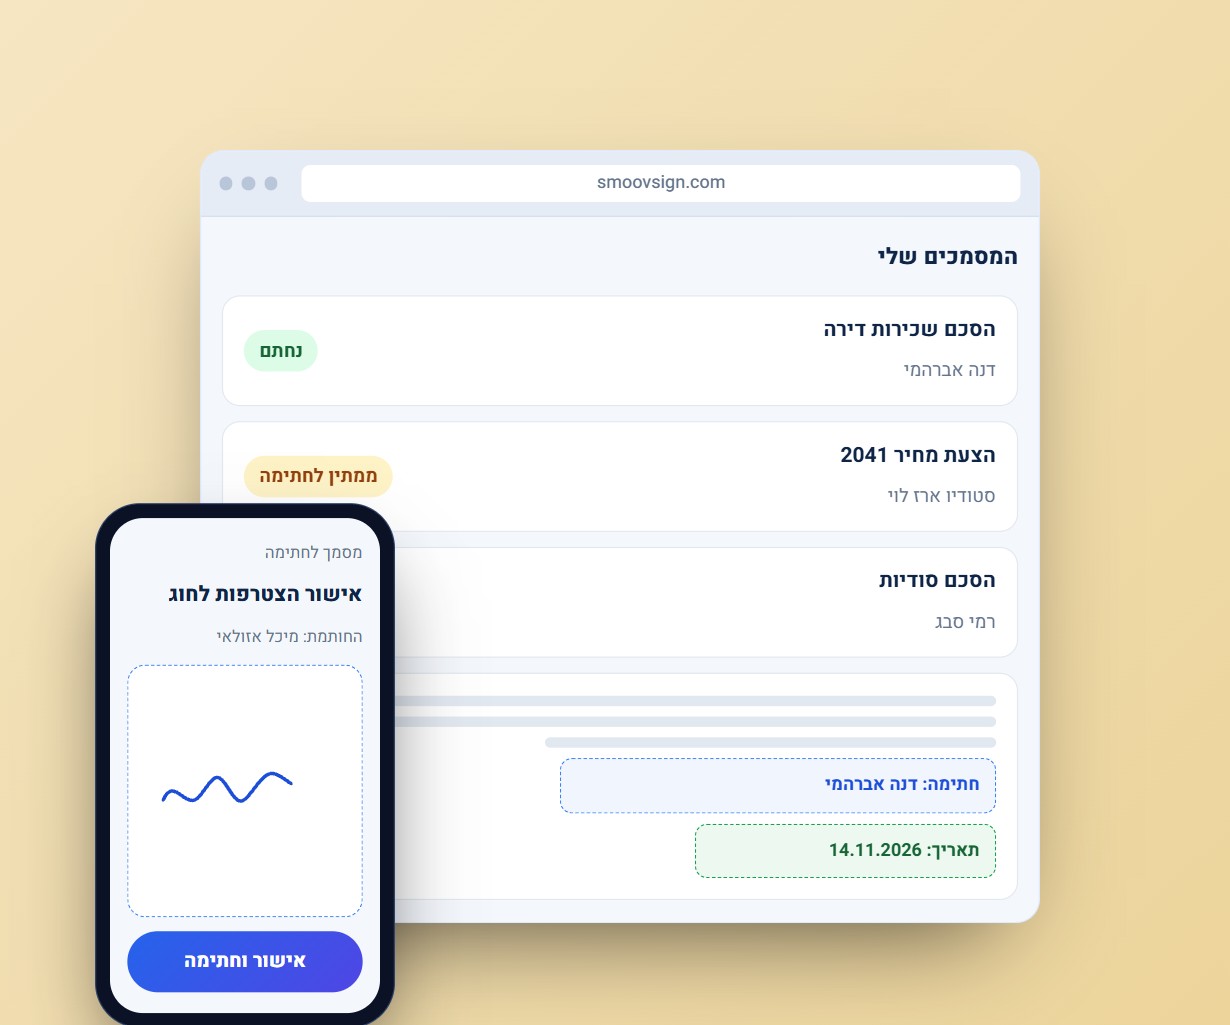 smoovsign.com
המסמכים שלי
הסכם שכירות דירה
דנה אברהמי
נחתם
הצעת מחיר 2041
סטודיו ארז לוי
ממתין לחתימה
הסכם סודיות
רמי סבג
חתימה: דנה אברהמי
תאריך: 14.11.2026
מסמך לחתימה
אישור הצטרפות לחוג
החותמת: מיכל אזולאי
אישור וחתימה